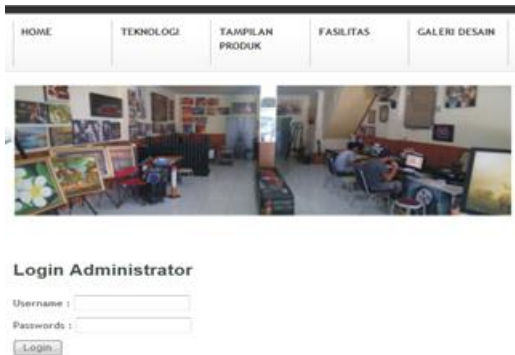 HOME
TEKNOLOGI
TAMPILAN
PRODUK
FASILITAS
GALERI DESAIN
Login Administrator
Username :
Passwords :
Login